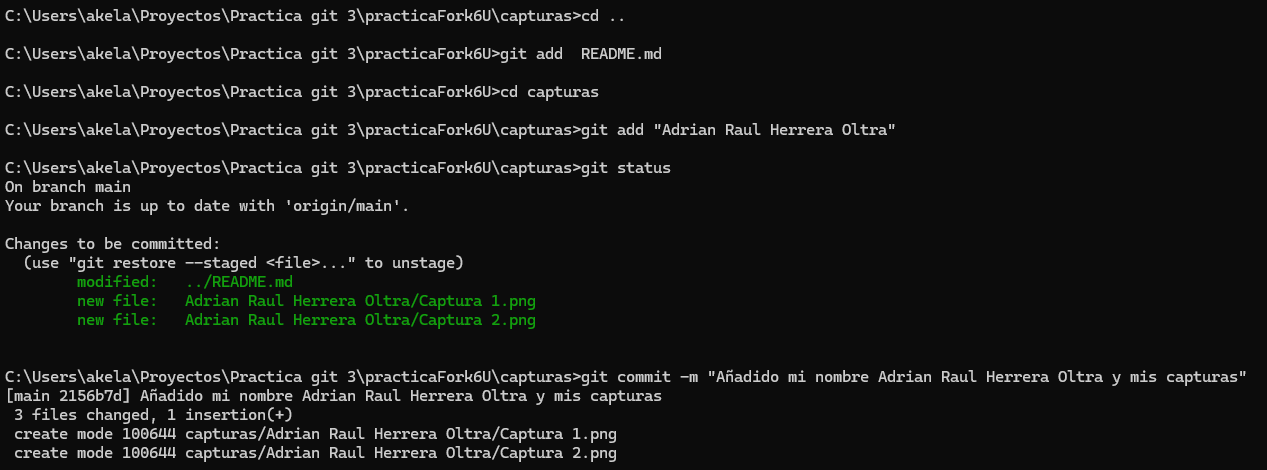 C:\Users\akela\Proyectos\Practica git 3\practicaFork6U\capturas>cd ..
C:\Users\akela\Proyectos\Practica git 3\practicaFork6U>git add  README.md
C:\Users\akela\Proyectos\Practica git 3\practicaFork6U>cd capturas
C:\Users\akela\Proyectos\Practica git 3\practicaFork6U\capturas>git add "Adrian Raul Herrera Oltra"
C:\Users\akela\Proyectos\Practica git 3\practicaFork6U\capturas>git status
On branch main
Your branch is up to date with 'origin/main'.
Changes to be committed:
  (use "git restore --staged <file>..." to unstage)
        modified:   ../README.md
        new file:   Adrian Raul Herrera Oltra/Captura 1.png
        new file:   Adrian Raul Herrera Oltra/Captura 2.png
C:\Users\akela\Proyectos\Practica git 3\practicaFork6U\capturas>git commit -m "Añadido mi nombre Adrian Raul Herrera Oltra y mis capturas"
[main 2156b7d] Añadido mi nombre Adrian Raul Herrera Oltra y mis capturas
 3 files changed, 1 insertion(+)
 create mode 100644 capturas/Adrian Raul Herrera Oltra/Captura 1.png
 create mode 100644 capturas/Adrian Raul Herrera Oltra/Captura 2.png